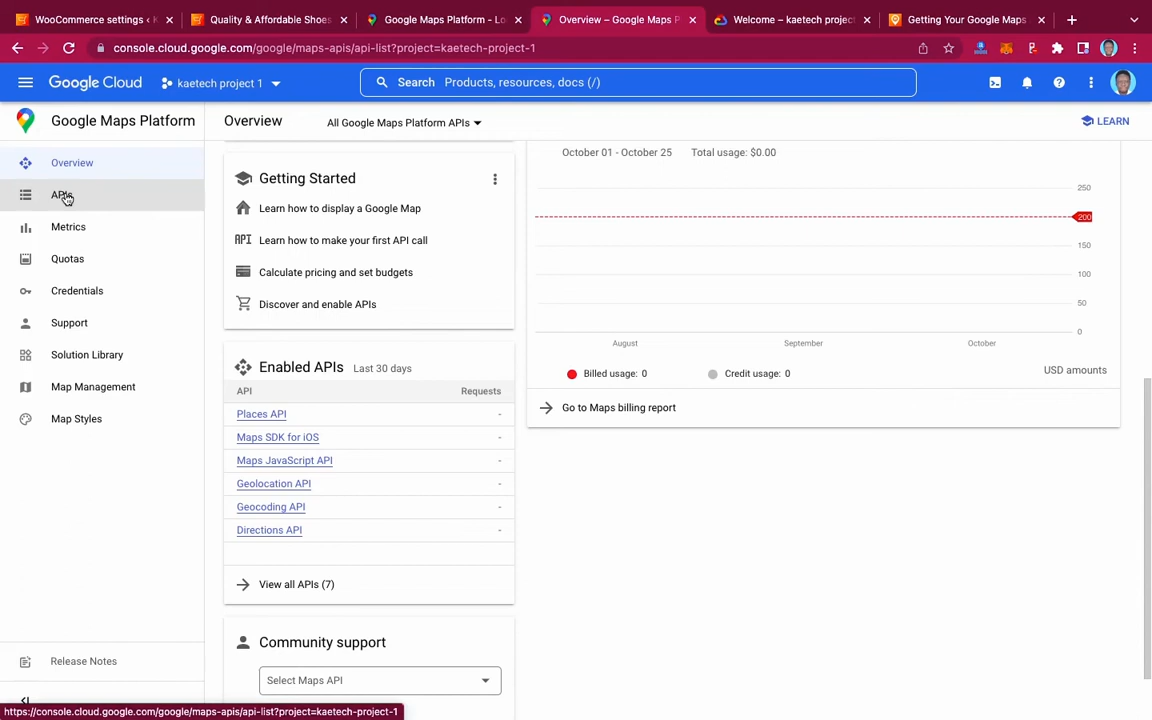 WooCommerce settings ‹ K
Quality & Affordable Shoes
Google Maps Platform - Lo
Overview – Google Maps P
Welcome – kaetech project
Getting Your Google Maps
console.cloud.google.com/google/maps-apis/api-list?project=kaetech-project-1
Google Cloud
kaetech project 1
Search Products, resources, docs (/)
Google Maps Platform
Overview
All Google Maps Platform APIs
LEARN
Overview
APIs
Metrics
Quotas
Credentials
Support
Solution Library
Map Management
Map Styles
Release Notes
Getting Started
Learn how to display a Google Map
API Learn how to make your first API call
Calculate pricing and set budgets
Discover and enable APIs
Enabled APIs Last 30 days
API Requests
Places API -
Maps SDK for iOS -
Maps JavaScript API -
Geolocation API -
Geocoding API -
Directions API -
View all APIs (7)
Community support
Select Maps API
October 01 - October 25 Total usage: $0.00
250
200
150
100
50
0
August September October
Billed usage: 0 Credit usage: 0
USD amounts
Go to Maps billing report
https://console.cloud.google.com/google/maps-apis/api-list?project=kaetech-project-1